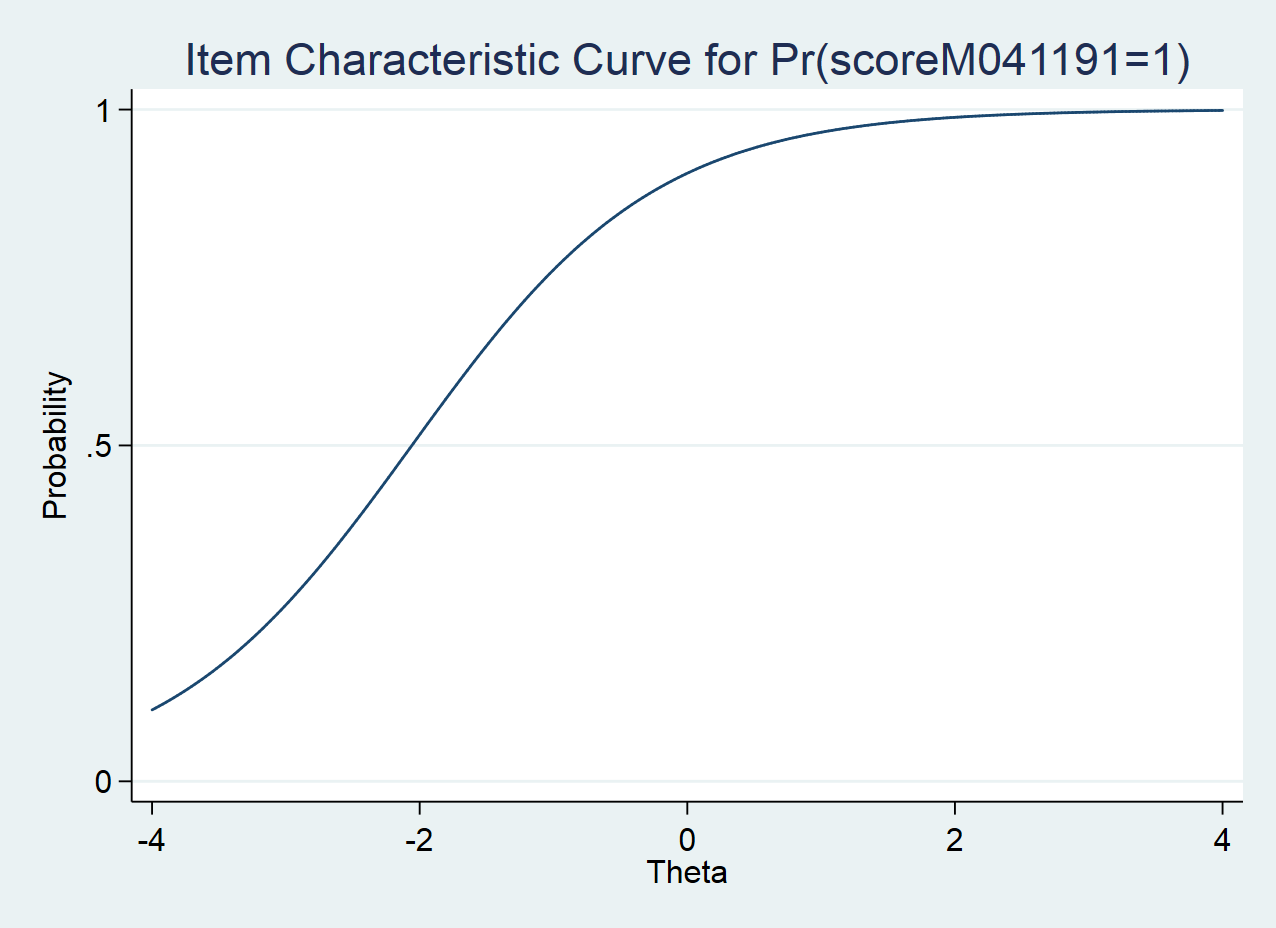 Item Characteristic Curve for Pr(scoreM041191=1)
1
.5
0
Probability
-4 -2 0 2 4
Theta